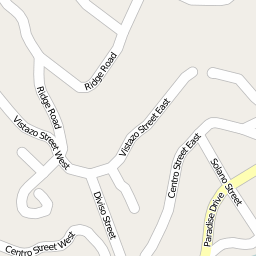 Ridge Road
Ridge Road
Vistazo Street West
Vistazo Street East
Centro Street East
Solano Street
Diviso Street
Paradise Drive
Centro Street West